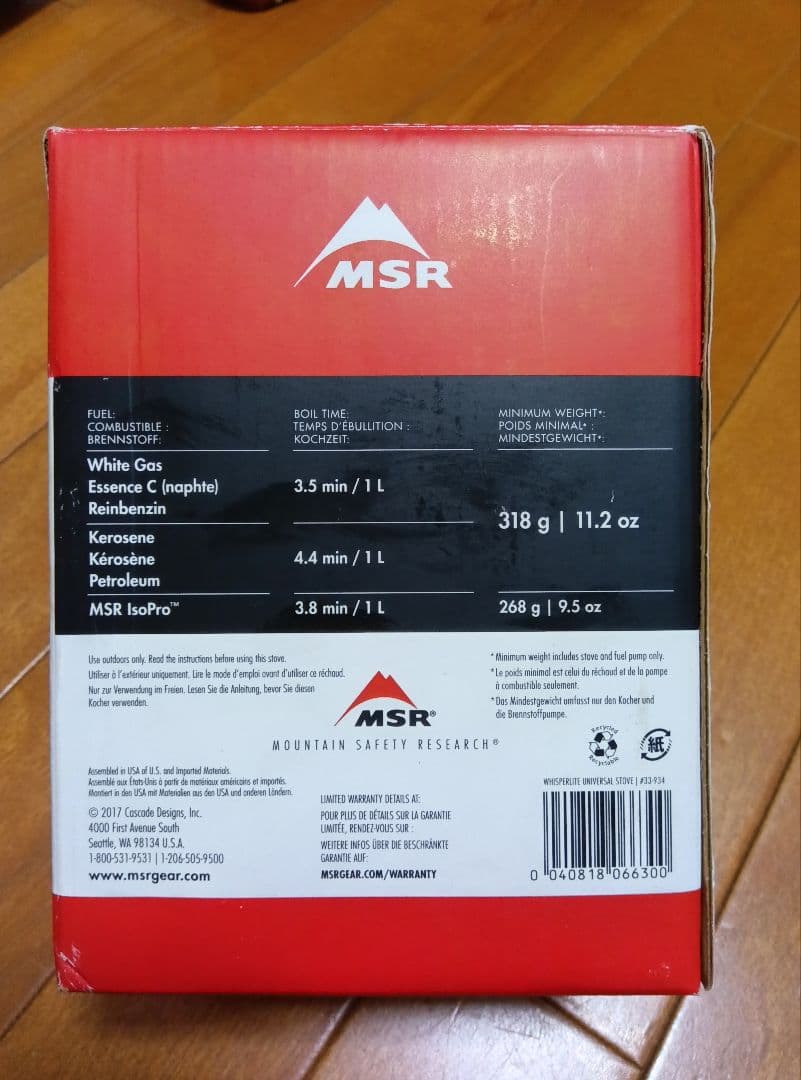 MSR®
FUEL:
COMBUSTIBLE :
BRENNSTOFF:
BOIL TIME:
TEMPS D'ÉBULLITION :
KOCHZEIT:
MINIMUM WEIGHT*:
POIDS MINIMAL* :
MINDESTGEWICHT*:
White Gas
Essence C (naphte)
Reinbenzin
3.5 min / 1 L
318 g | 11.2 oz
Kerosene
Kérosène
Petroleum
4.4 min / 1 L
MSR IsoPro™
3.8 min / 1 L
268 g | 9.5 oz
Use outdoors only. Read the instructions before using this stove.
Utiliser à l'extérieur uniquement. Lire le mode d'emploi avant d'utiliser ce réchaud.
Nur zur Verwendung im Freien. Lesen Sie die Anleitung, bevor Sie diesen
Kocher verwenden.
MSR®
MOUNTAIN SAFETY RESEARCH®
* Minimum weight includes stove and fuel pump only.
* Le poids minimal est celui du réchaud et de la pompe
à combustible seulement.
* Das Mindestgewicht umfasst nur den Kocher und
die Brennstoffpumpe.
Recycled
Recyclable
紙
Assembled in USA of U.S. and Imported Materials.
Assemblé aux États-Unis à partir de matériaux américains et importés.
Montiert in den USA mit Materialien aus den USA und anderen Ländern.
© 2017 Cascade Designs, Inc.
4000 First Avenue South
Seattle, WA 98134 U.S.A.
1-800-531-9531 | 1-206-505-9500
www.msrgear.com
LIMITED WARRANTY DETAILS AT:
POUR PLUS DE DÉTAILS SUR LA GARANTIE
LIMITÉE, RENDEZ-VOUS SUR :
WEITERE INFOS ÜBER DIE BESCHRÄNKTE
GARANTIE AUF:
MSRGEAR.COM/WARRANTY
WHISPERLITE UNIVERSAL STOVE | #33-934
0 040818 066300